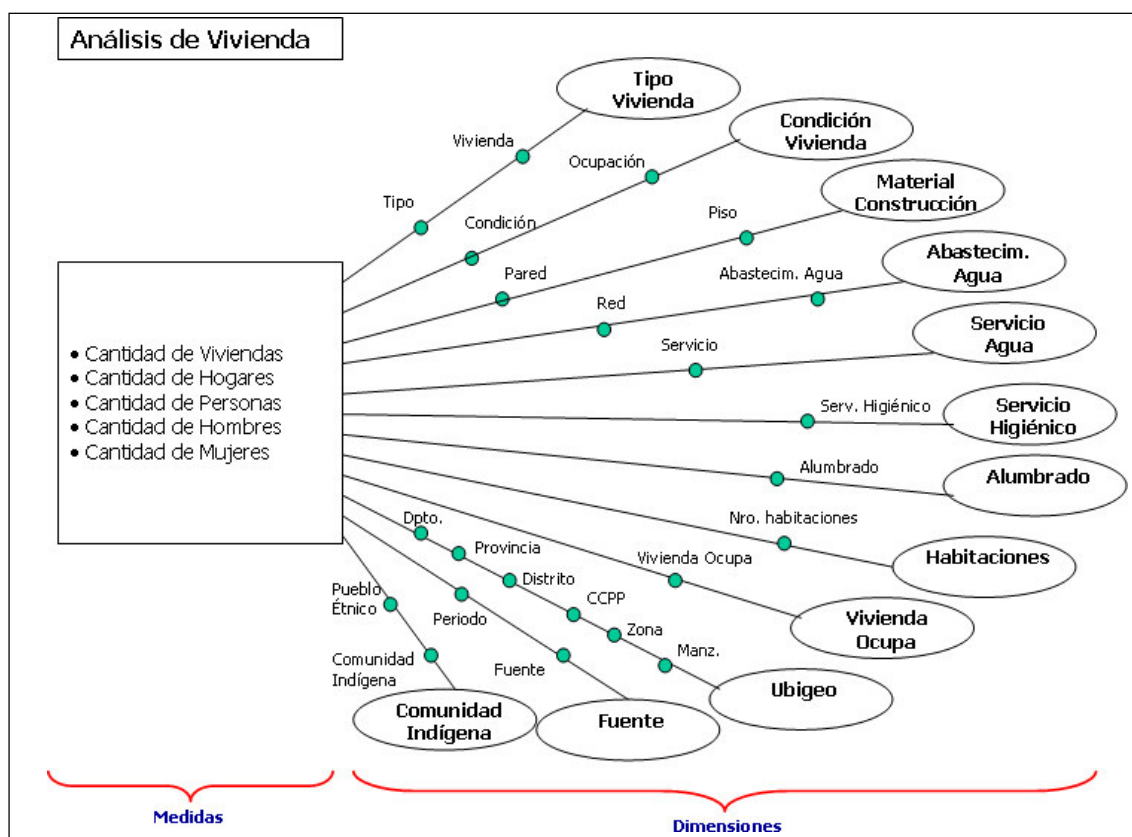 Análisis de Vivienda
Tipo
Vivienda
Condición
Vivienda
Material
Construcción
Abastecim.
Agua
Servicio
Agua
Servicio
Higiénico
Alumbrado
Habitaciones
Vivienda
Ocupa
Ubigeo
Fuente
Comunidad
Indígena
Vivienda
Tipo
Ocupación
Condición
Piso
Pared
Abastecim. Agua
Red
Servicio
Serv. Higiénico
Alumbrado
Nro. habitaciones
Vivienda Ocupa
Dpto.
Provincia
Distrito
CCPP
Zona
Manz.
Periodo
Fuente
Pueblo
Étnico
Comunidad
Indígena
• Cantidad de Viviendas
• Cantidad de Hogares
• Cantidad de Personas
• Cantidad de Hombres
• Cantidad de Mujeres
Medidas
Dimensiones